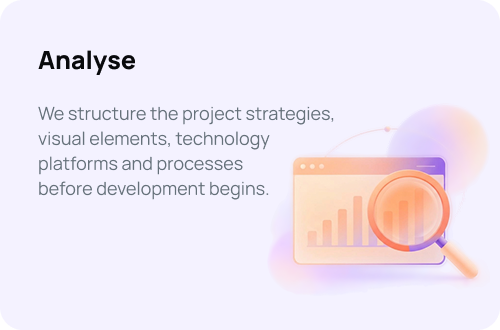 Analyse
We structure the project strategies,
visual elements, technology
platforms and processes
before development begins.